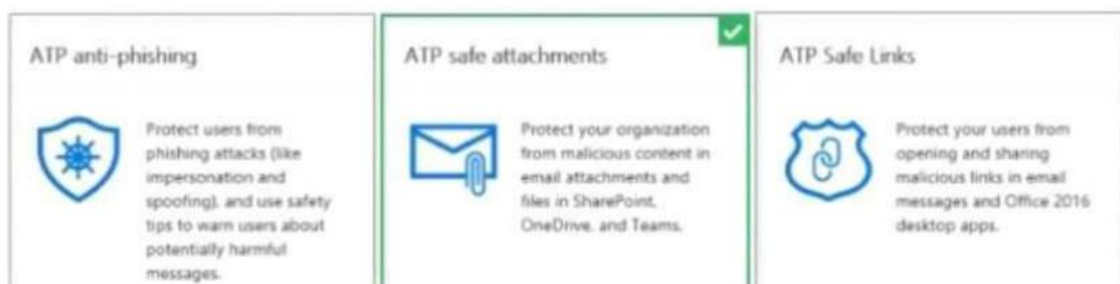 ATP anti-phishing
Protect users from
phishing attacks (like
impersonation and
spoofing), and use safety
tips to warn users about
potentially harmful
messages.
ATP safe attachments
Protect your organization
from malicious content in
email attachments and
files in SharePoint,
OneDrive, and Teams.
ATP Safe Links
Protect your users from
opening and sharing
malicious links in email
messages and Office 2016
desktop apps.